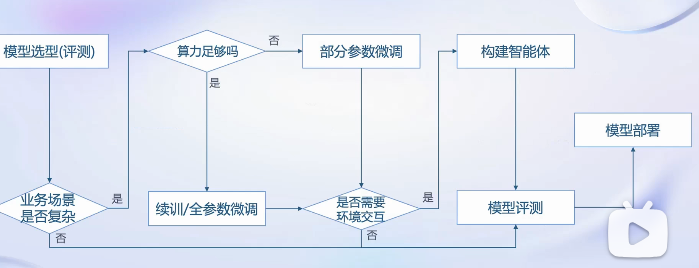 模型选型(评测)
算力足够吗
否
部分参数微调
构建智能体
是
模型部署
业务场景
是否复杂
是
续训/全参数微调
是否需要
环境交互
是
模型评测
否
否